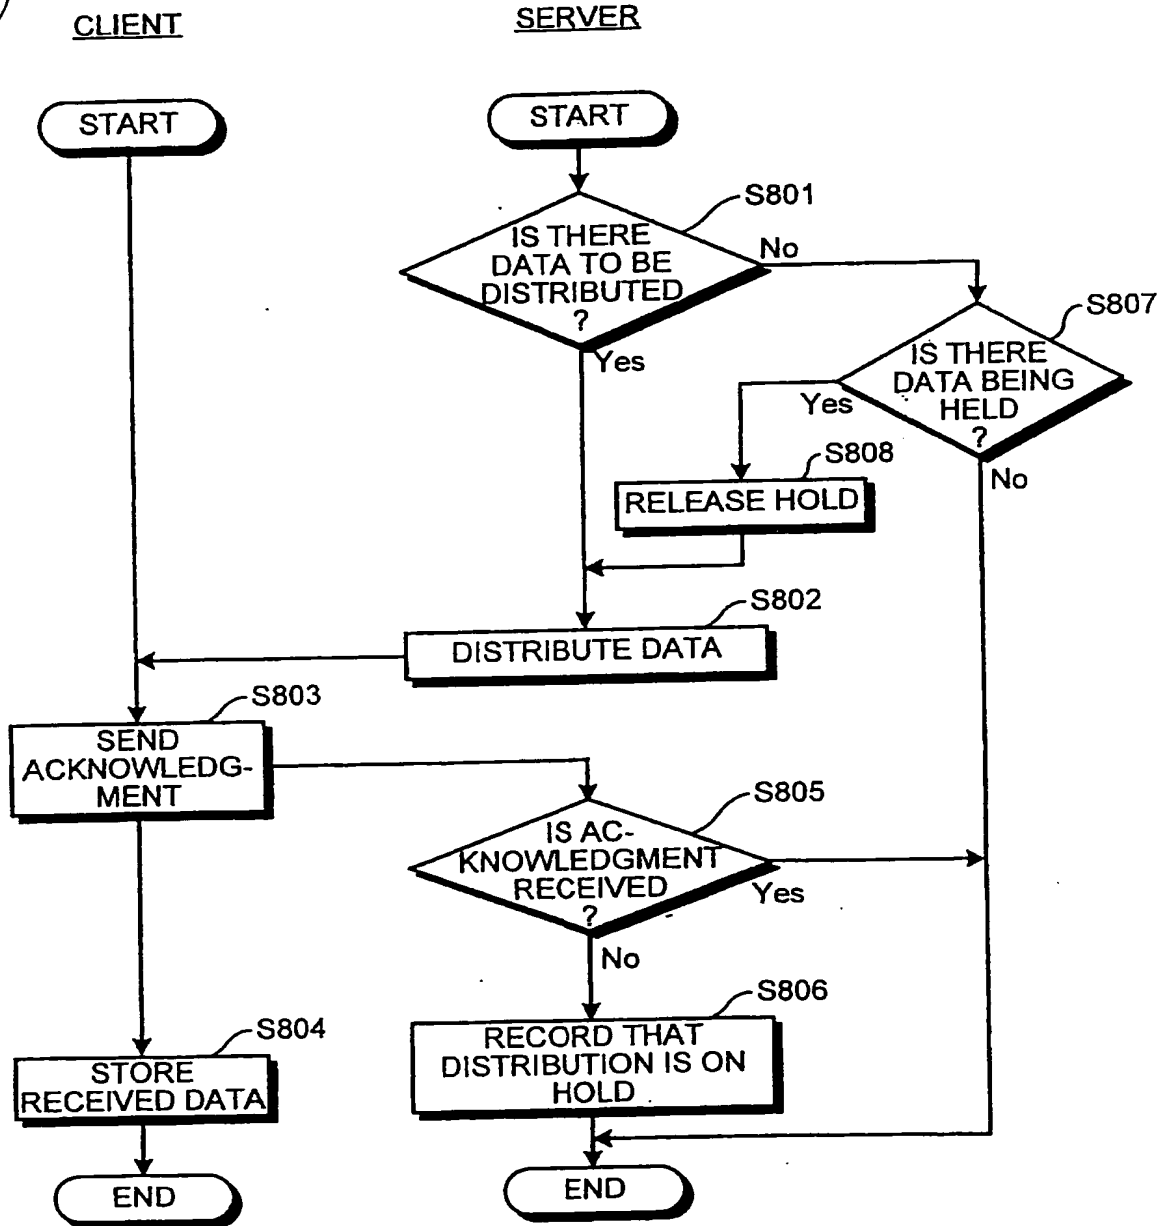 CLIENT
SERVER
START
START
S801
IS THERE
DATA TO BE
DISTRIBUTED
?
No
Yes
S807
IS THERE
DATA BEING
HELD
?
Yes
No
S808
RELEASE HOLD
S802
DISTRIBUTE DATA
S803
SEND
ACKNOWLEDG-
MENT
S805
IS AC-
KNOWLEDGMENT
RECEIVED
?
Yes
No
S806
RECORD THAT
DISTRIBUTION IS ON
HOLD
S804
STORE
RECEIVED DATA
END
END